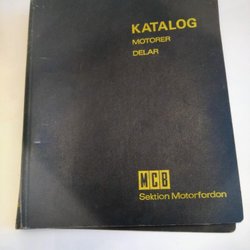 KATALOG
MOTORER
DELAR
MCB
Sektion Motorfordon